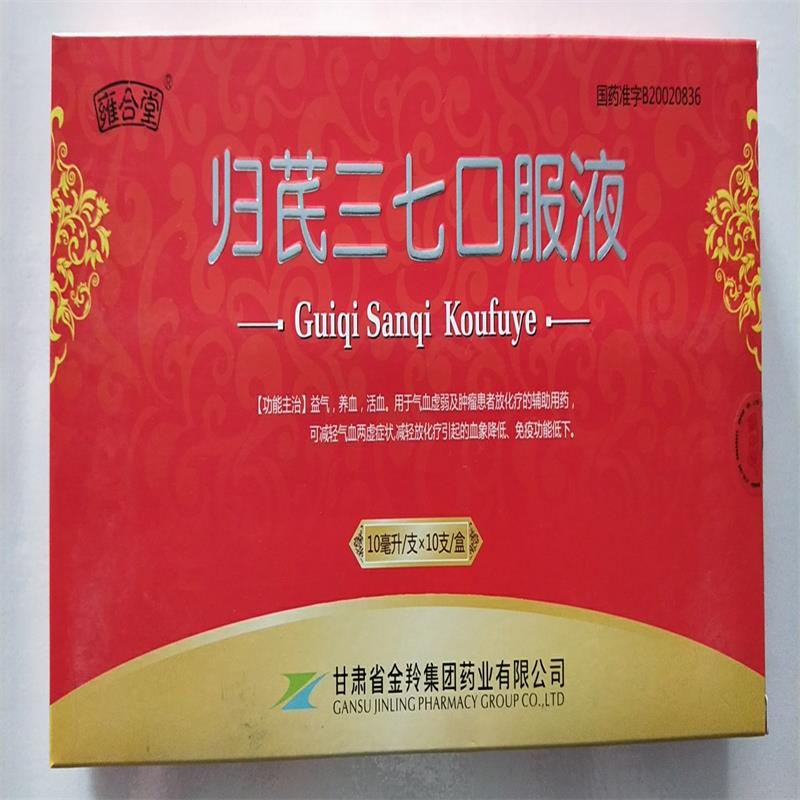 雍合堂®
国药准字B20020836
归芪三七口服液
Guiqi Sanqi Koufuye
【功能主治】益气，养血，活血。用于气血虚弱及肿瘤患者放化疗的辅助用药，
可减轻气血两虚症状,减轻放化疗引起的血象降低、免疫功能低下。
10毫升/支×10支/盒
甘肃省金羚集团药业有限公司
GANSU JINLING PHARMACY GROUP CO.,LTD